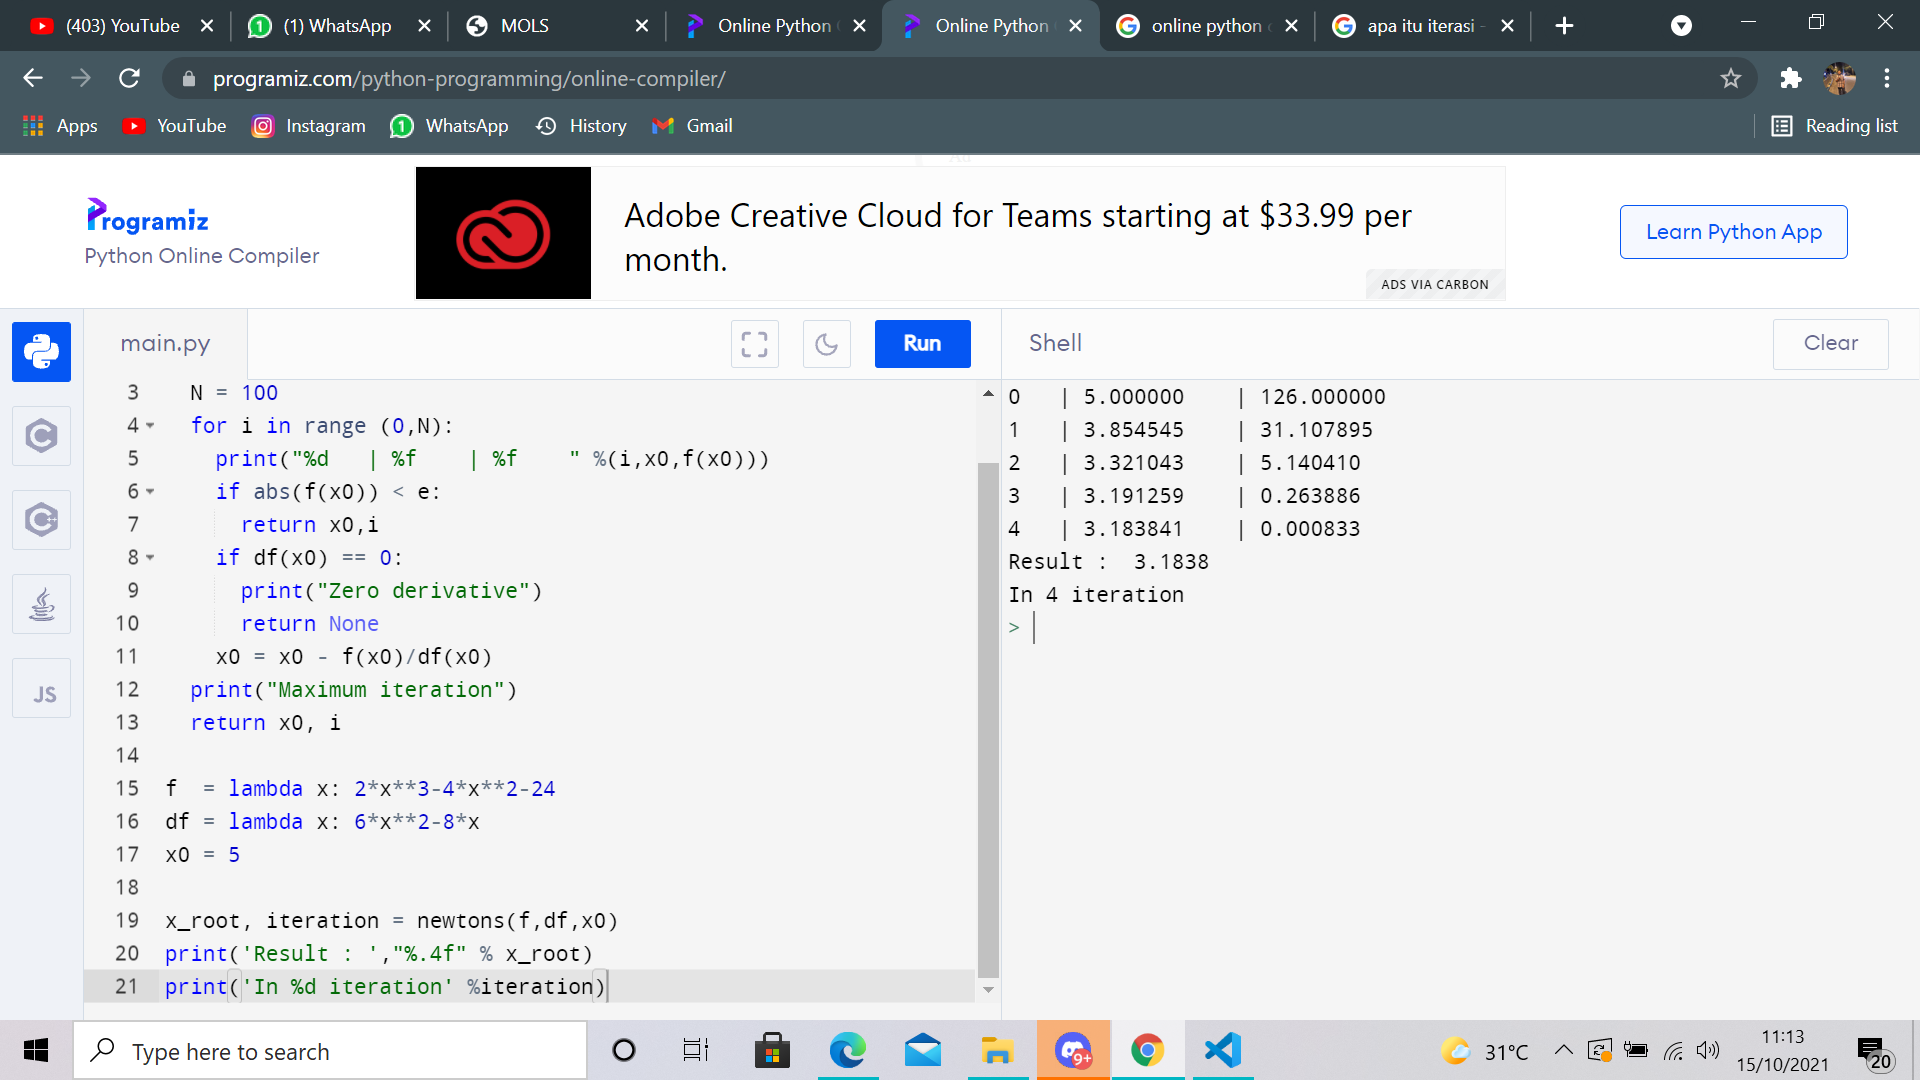 (403) YouTube
(1) WhatsApp
MOLS
Online Python
Online Python
online python
apa itu iterasi -
programiz.com/python-programming/online-compiler/
Apps
YouTube
Instagram
WhatsApp
History
Gmail
Reading list
Programiz
Python Online Compiler
Adobe Creative Cloud for Teams starting at $33.99 per
month.
ADS VIA CARBON
Learn Python App
main.py
Run
Shell
Clear
3 N = 100
4 for i in range (0,N):
5 print("%d   | %f    | %f    " %(i,x0,f(x0)))
6 if abs(f(x0)) < e:
7 return x0,i
8 if df(x0) == 0:
9 print("Zero derivative")
10 return None
11 x0 = x0 - f(x0)/df(x0)
12 print("Maximum iteration")
13 return x0, i
14
15 f  = lambda x: 2*x**3-4*x**2-24
16 df = lambda x: 6*x**2-8*x
17 x0 = 5
18
19 x_root, iteration = newtons(f,df,x0)
20 print('Result : ',"%.4f" % x_root)
21 print('In %d iteration' %iteration)
0   | 5.000000    | 126.000000
1   | 3.854545    | 31.107895
2   | 3.321043    | 5.140410
3   | 3.191259    | 0.263886
4   | 3.183841    | 0.000833
Result :  3.1838
In 4 iteration
>
JS
Type here to search
9+
31°C
11:13
15/10/2021
20